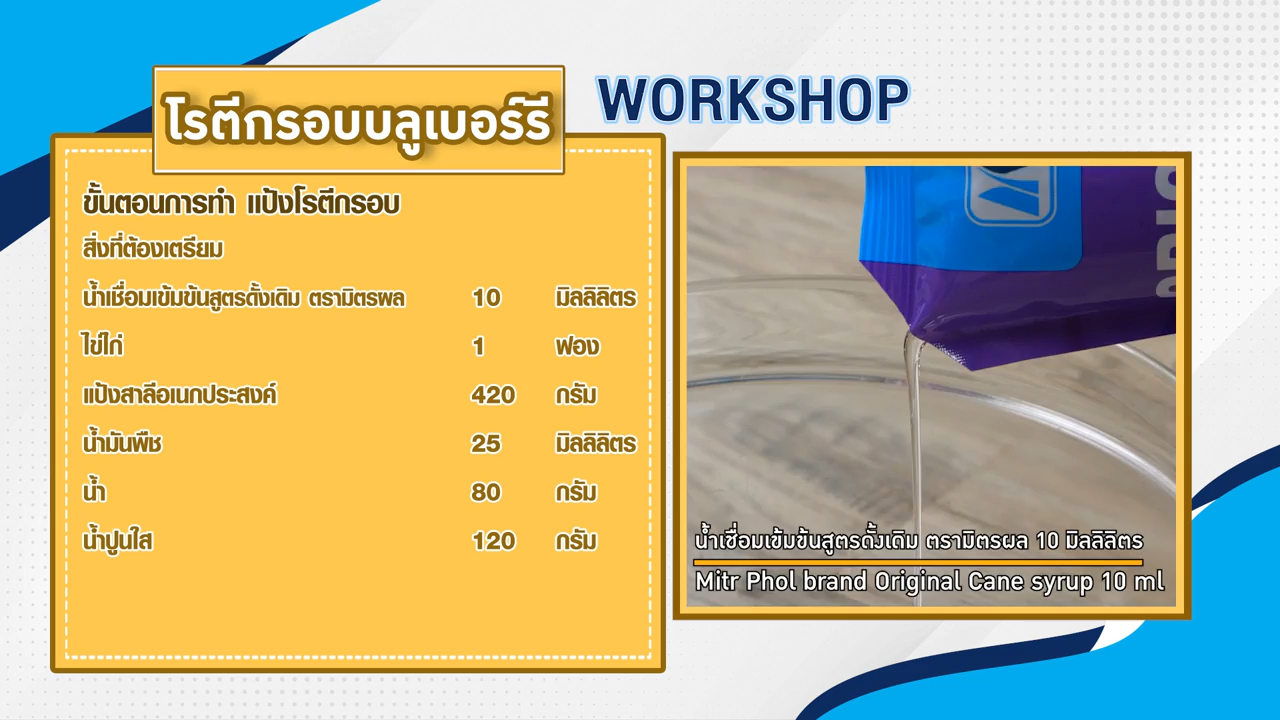 โรตีกรอบบลูเบอร์รี
WORKSHOP
ขั้นตอนการทำ แป้งโรตีกรอบ
สิ่งที่ต้องเตรียม
น้ำเชื่อมเข้มข้นสูตรดั้งเดิม ตรามิตรผล 10 มิลลิลิตร
ไข่ไก่ 1 ฟอง
แป้งสาลีอเนกประสงค์ 420 กรัม
น้ำมันพืช 25 มิลลิลิตร
น้ำ 80 กรัม
น้ำปูนใส 120 กรัม
น้ำเชื่อมเข้มข้นสูตรดั้งเดิม ตรามิตรผล 10 มิลลิลิตร
Mitr Phol brand Original Cane syrup 10 ml